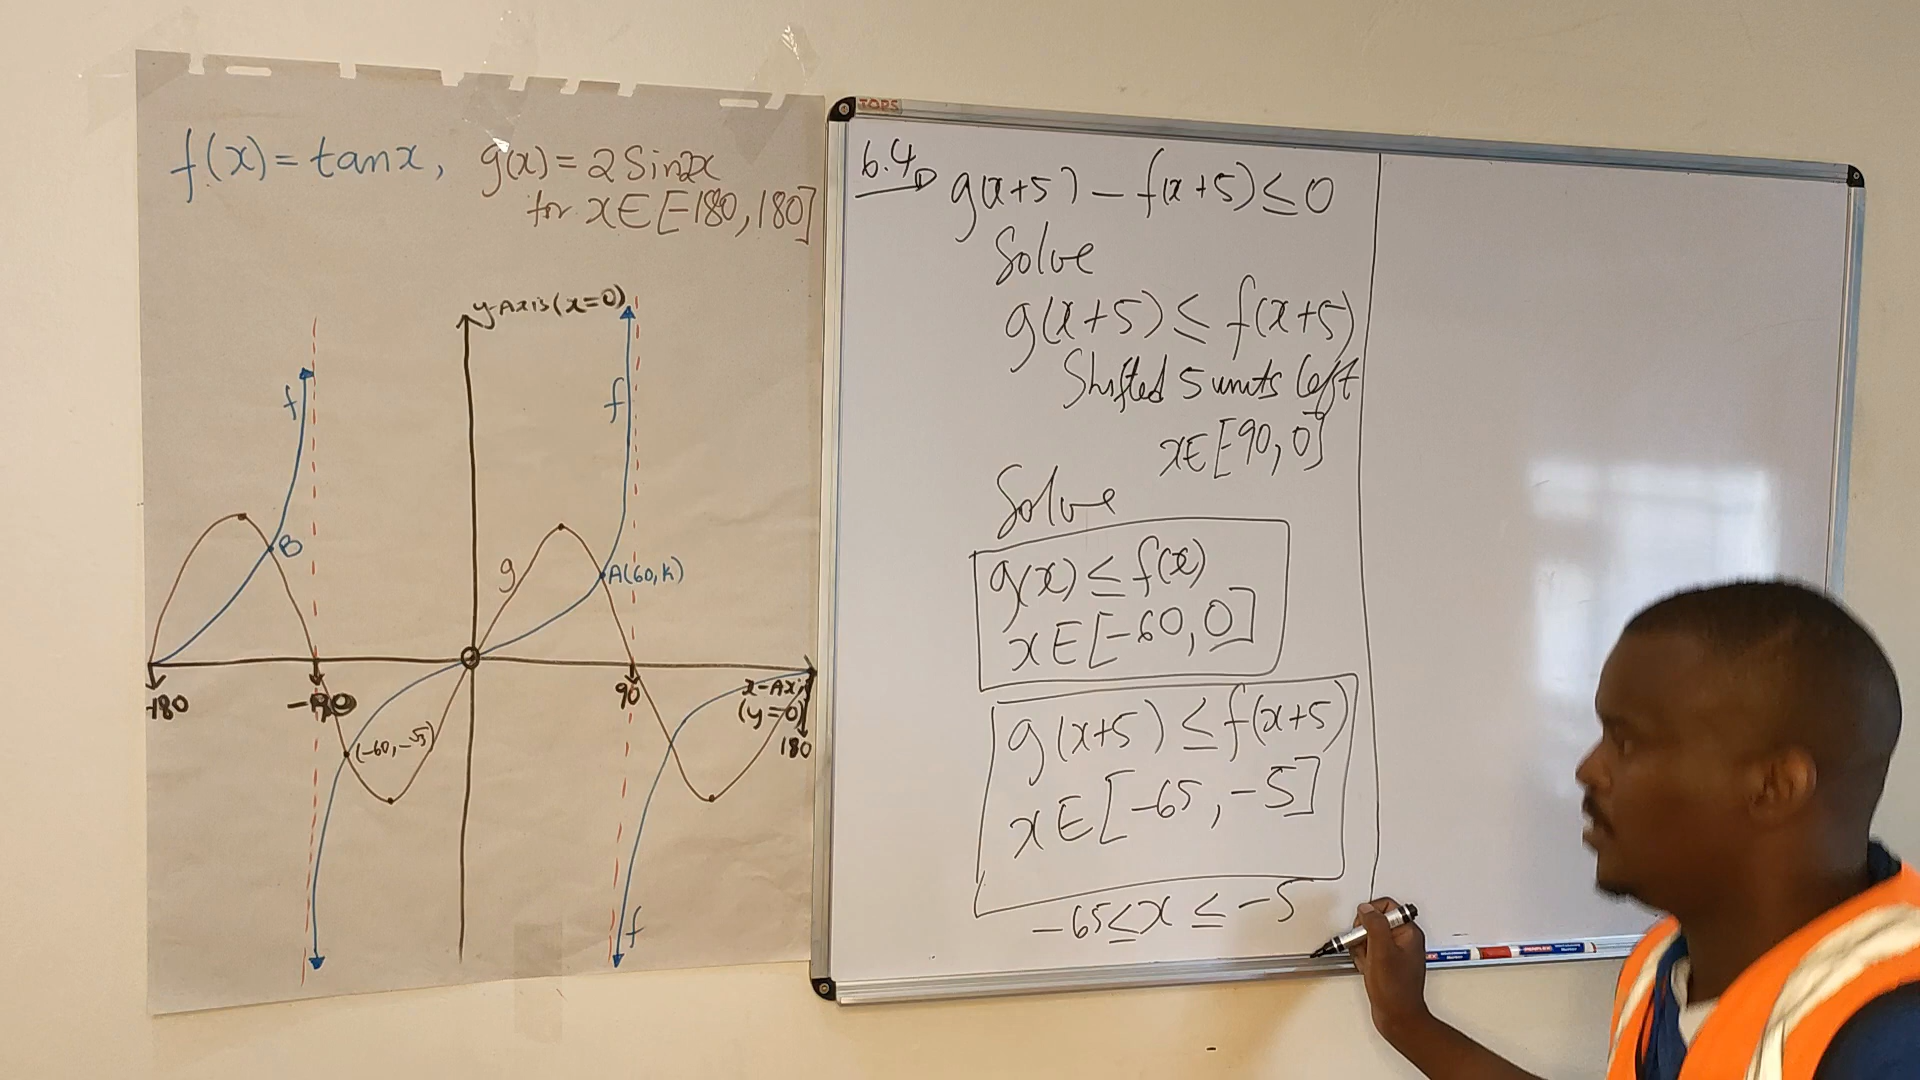 f(x) = tanx, g(x) = 2 Sin2x
for x∈[-180,180]
y-Axis(x=0)
f
f
B
g
A(60,k)
-180
-90
90
x-Axis
(y=0)
180
(-60,-√3)
f
TOPS
6.4
g(x+5) - f(x+5) ≤ 0
Solve
g(x+5) ≤ f(x+5)
Shifted 5 units left
x∈[-90,0]
Solve
g(x) ≤ f(x)
x∈[-60,0]
g(x+5) ≤ f(x+5)
x∈[-65,-5]
-65≤x ≤ -5